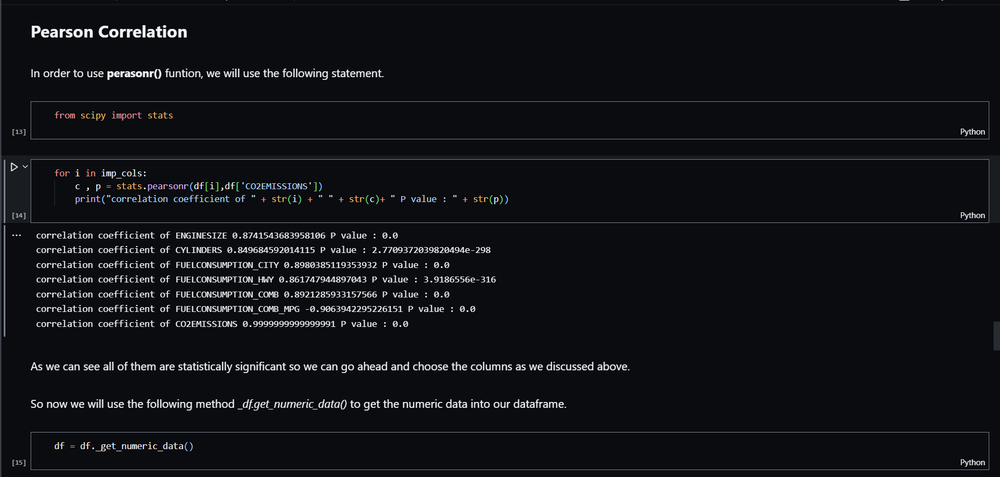 Pearson Correlation
In order to use perasonr() funtion, we will use the following statement.
from scipy import stats
[13]
Python
for i in imp_cols:
    c , p = stats.pearsonr(df[i],df['CO2EMISSIONS'])
    print("correlation coefficient of " + str(i) + " " + str(c)+ " P value : " + str(p))
[14]
Python
correlation coefficient of ENGINESIZE 0.8741543683958106 P value : 0.0
correlation coefficient of CYLINDERS 0.849684592014115 P value : 2.7709372039820494e-298
correlation coefficient of FUELCONSUMPTION_CITY 0.8980385119353932 P value : 0.0
correlation coefficient of FUELCONSUMPTION_HWY 0.861747944897043 P value : 3.9186556e-316
correlation coefficient of FUELCONSUMPTION_COMB 0.8921285933157566 P value : 0.0
correlation coefficient of FUELCONSUMPTION_COMB_MPG -0.9063942295226151 P value : 0.0
correlation coefficient of CO2EMISSIONS 0.9999999999999991 P value : 0.0
As we can see all of them are statistically significant so we can go ahead and choose the columns as we discussed above.
So now we will use the following method _df.get_numeric_data() to get the numeric data into our dataframe.
df = df._get_numeric_data()
[15]
Python